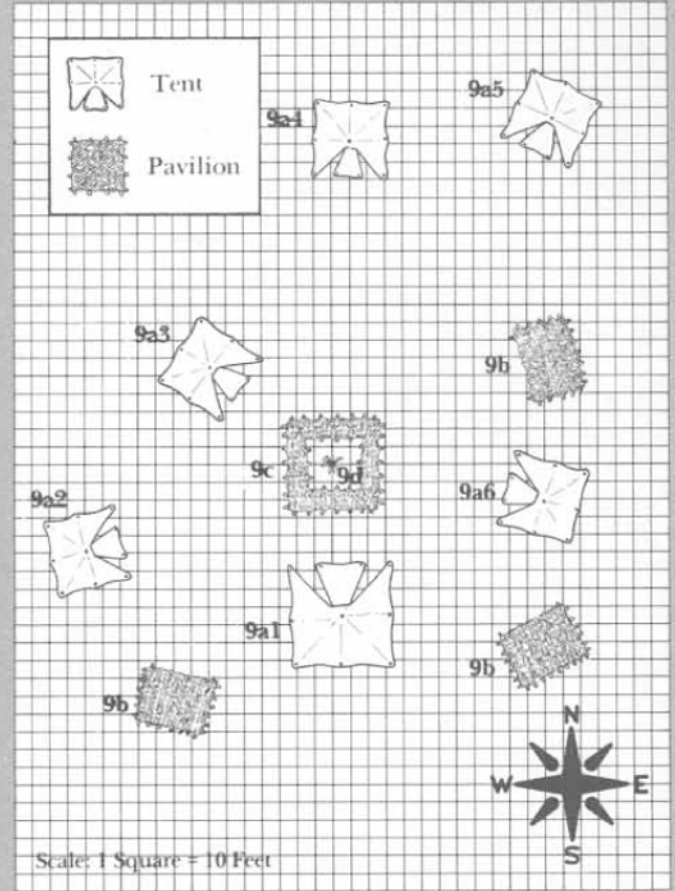 Tent
Pavilion
9a4
9a5
9a3
9b
9c
9d
9a2
9a6
9a1
9b
9b
N
W
E
S
Scale: 1 Square = 10 Feet